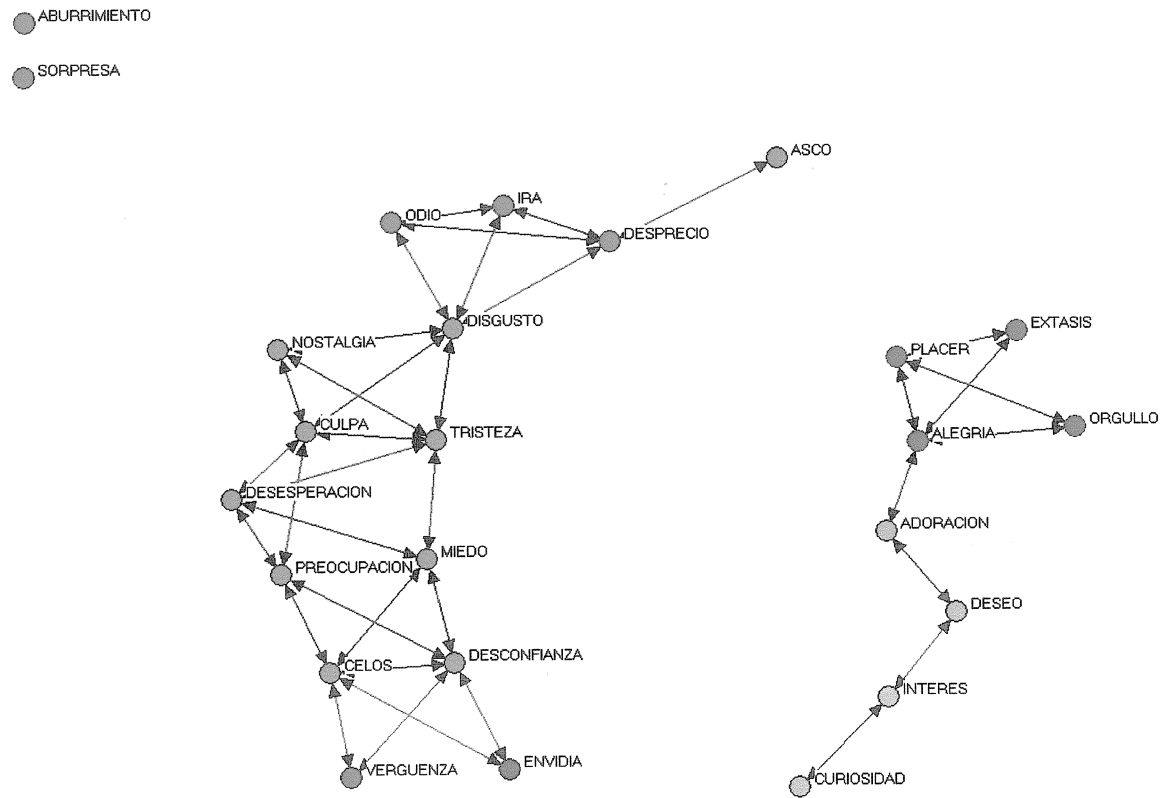 ABURRIMIENTO
SORPRESA
ASCO
IRA
ODIO
DESPRECIO
DISGUSTO
EXTASIS
NOSTALGIA
PLACER
CULPA
TRISTEZA
ORGULLO
ALEGRIA
DESESPERACION
ADORACION
MIEDO
PREOCUPACION
DESEO
DESCONFIANZA
CELOS
INTERES
ENVIDIA
VERGUENZA
CURIOSIDAD